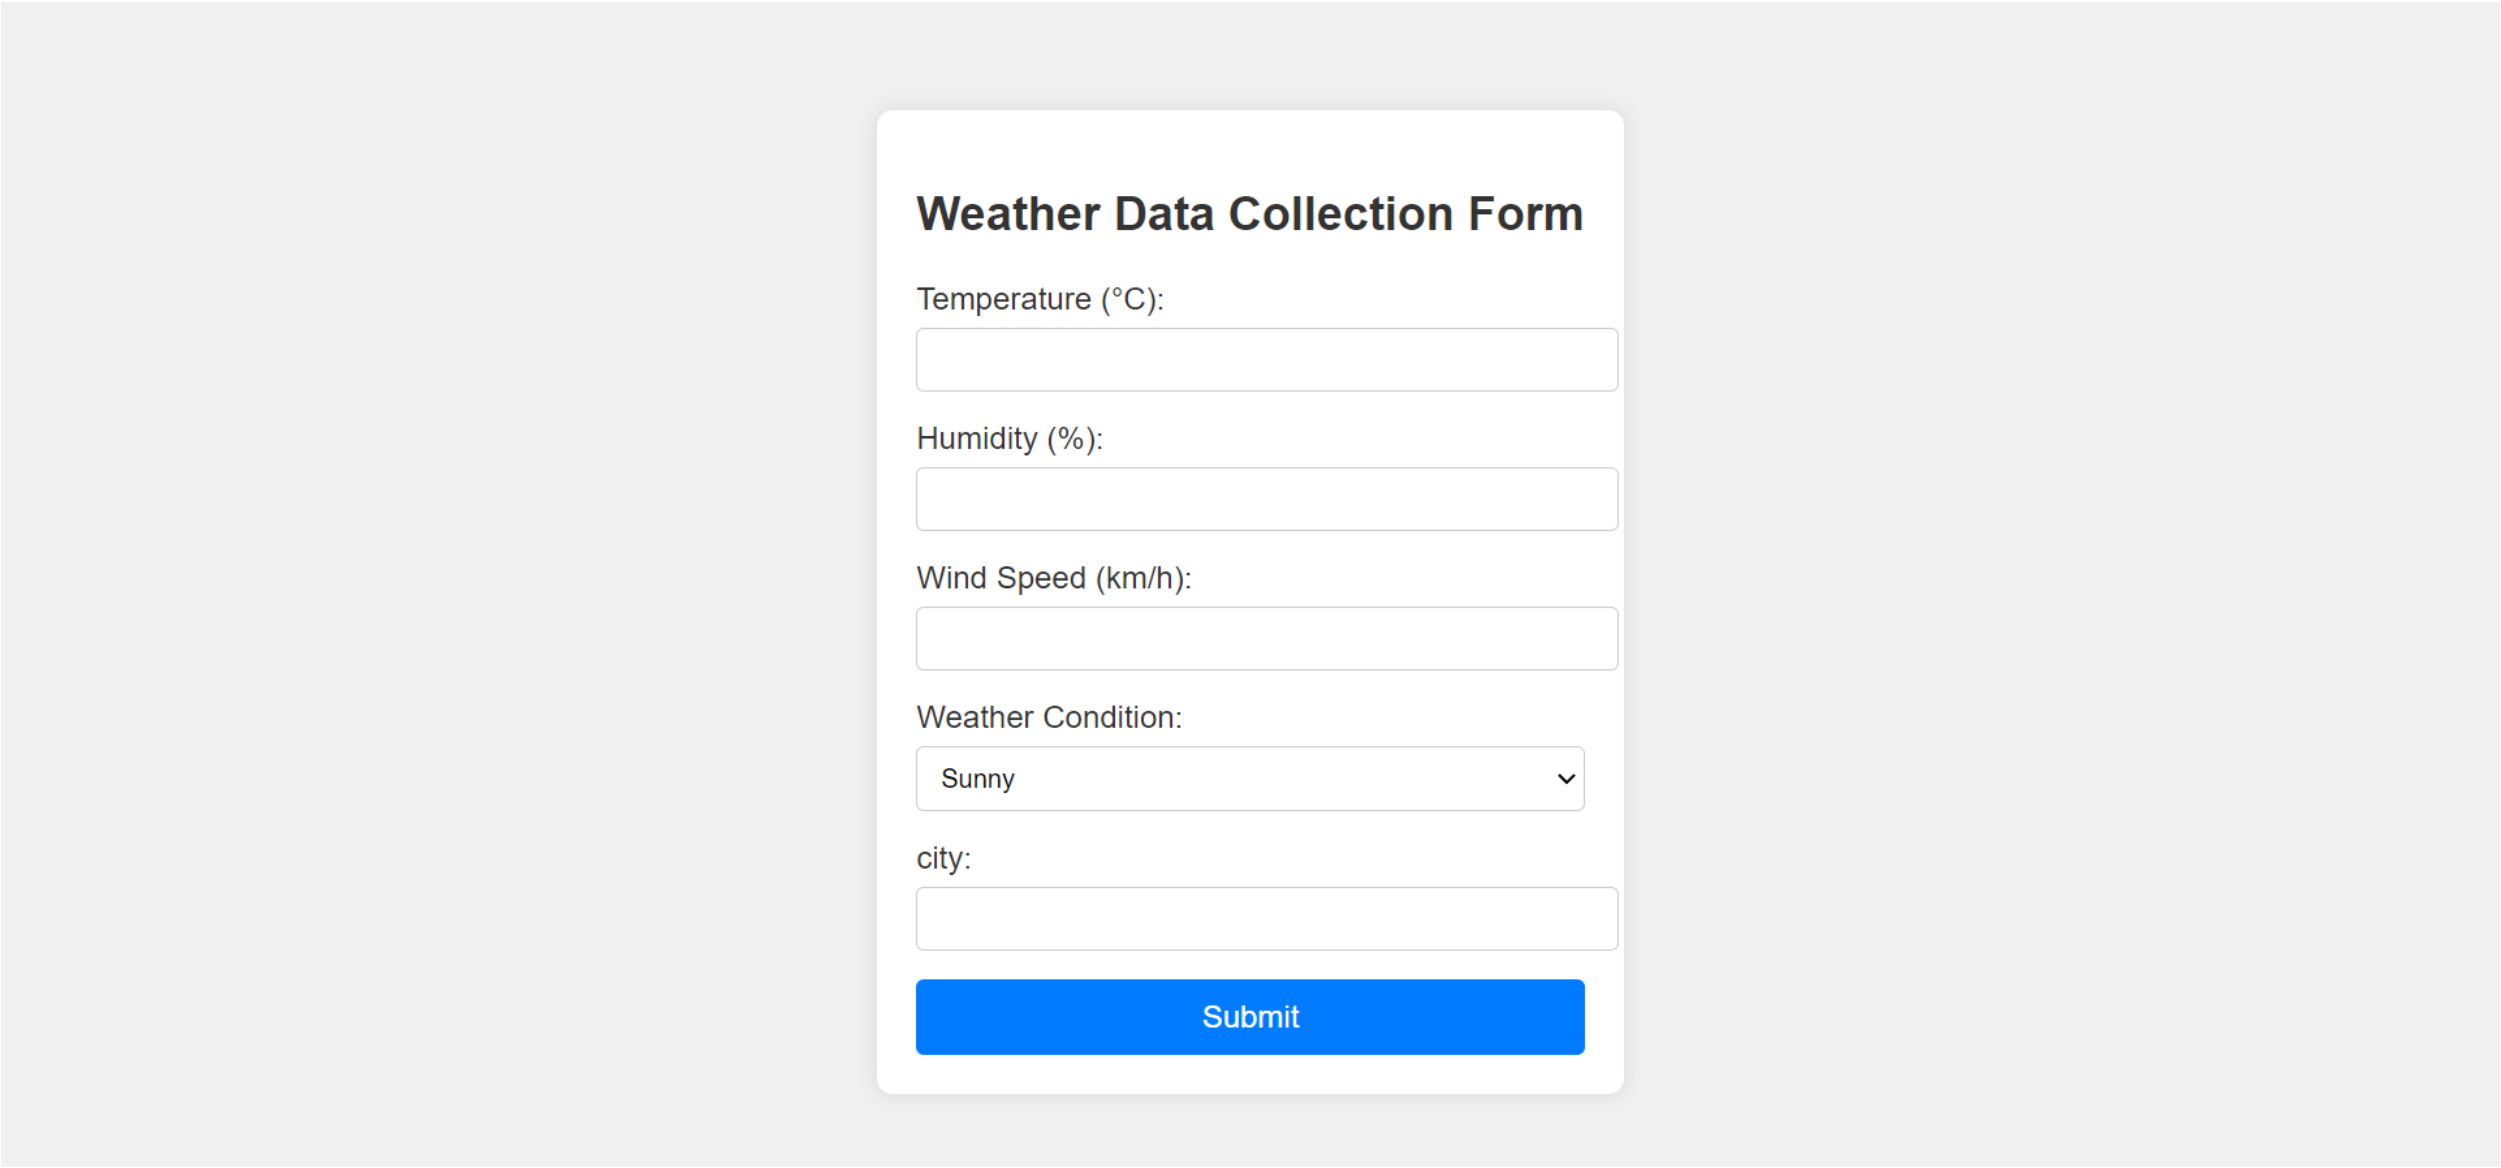 Weather Data Collection Form
Temperature (°C):
Humidity (%):
Wind Speed (km/h):
Weather Condition:
Sunny
city:
Submit